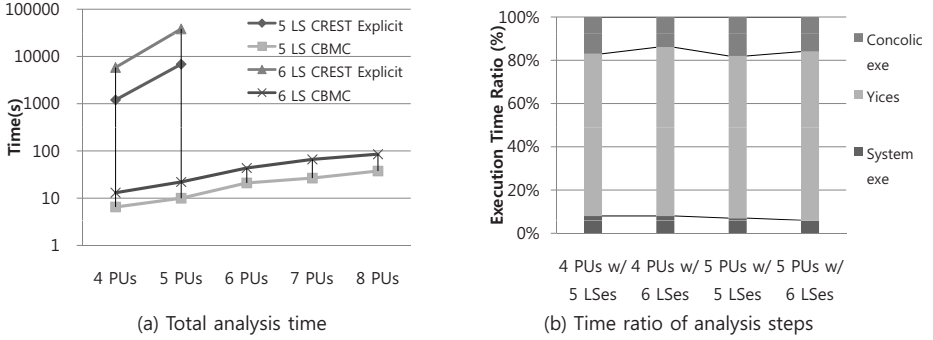 100000
10000
1000
100
10
1
Time(s)
5 LS CREST Explicit
5 LS CBMC
6 LS CREST Explicit
6 LS CBMC
4 PUs
5 PUs
6 PUs
7 PUs
8 PUs
(a) Total analysis time
100%
80%
60%
40%
20%
0%
Execution Time Ratio (%)
Concolic
exe
Yices
System
exe
4 PUs w/
5 LSes
4 PUs w/
6 LSes
5 PUs w/
5 LSes
5 PUs w/
6 LSes
(b) Time ratio of analysis steps